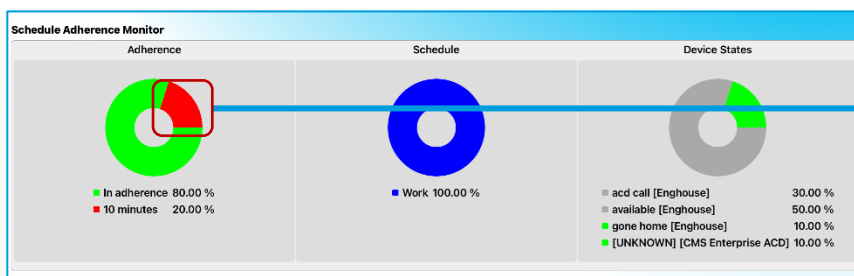 Schedule Adherence Monitor
Adherence
Schedule
Device States
In adherence 80.00 %
10 minutes 20.00 %
Work 100.00 %
acd call [Enghouse] 30.00 %
available [Enghouse] 50.00 %
gone home [Enghouse] 10.00 %
[UNKNOWN] [CMS Enterprise ACD] 10.00 %